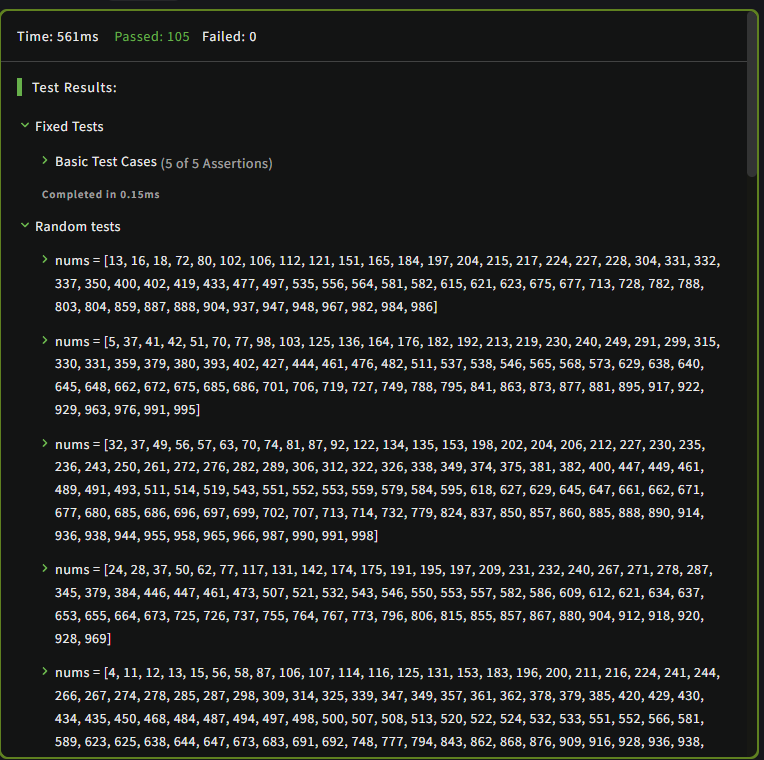 Time: 561ms Passed: 105 Failed: 0
Test Results:
Fixed Tests
Basic Test Cases (5 of 5 Assertions)
Completed in 0.15ms
Random tests
nums = [13, 16, 18, 72, 80, 102, 106, 112, 121, 151, 165, 184, 197, 204, 215, 217, 224, 227, 228, 304, 331, 332,
337, 350, 400, 402, 419, 433, 477, 497, 535, 556, 564, 581, 582, 615, 621, 623, 675, 677, 713, 728, 782, 788,
803, 804, 859, 887, 888, 904, 937, 947, 948, 967, 982, 984, 986]
nums = [5, 37, 41, 42, 51, 70, 77, 98, 103, 125, 136, 164, 176, 182, 192, 213, 219, 230, 240, 249, 291, 299, 315,
330, 331, 359, 379, 380, 393, 402, 427, 444, 461, 476, 482, 511, 537, 538, 546, 565, 568, 573, 629, 638, 640,
645, 648, 662, 672, 675, 685, 686, 701, 706, 719, 727, 749, 788, 795, 841, 863, 873, 877, 881, 895, 917, 922,
929, 963, 976, 991, 995]
nums = [32, 37, 49, 56, 57, 63, 70, 74, 81, 87, 92, 122, 134, 135, 153, 198, 202, 204, 206, 212, 227, 230, 235,
236, 243, 250, 261, 272, 276, 282, 289, 306, 312, 322, 326, 338, 349, 374, 375, 381, 382, 400, 447, 449, 461,
489, 491, 493, 511, 514, 519, 543, 551, 552, 553, 559, 579, 584, 595, 618, 627, 629, 645, 647, 661, 662, 671,
677, 680, 685, 686, 696, 697, 699, 702, 707, 713, 714, 732, 779, 824, 837, 850, 857, 860, 885, 888, 890, 914,
936, 938, 944, 955, 958, 965, 966, 987, 990, 991, 998]
nums = [24, 28, 37, 50, 62, 77, 117, 131, 142, 174, 175, 191, 195, 197, 209, 231, 232, 240, 267, 271, 278, 287,
345, 379, 384, 446, 447, 461, 473, 507, 521, 532, 543, 546, 550, 553, 557, 582, 586, 609, 612, 621, 634, 637,
653, 655, 664, 673, 725, 726, 737, 755, 764, 767, 773, 796, 806, 815, 855, 857, 867, 880, 904, 912, 918, 920,
928, 969]
nums = [4, 11, 12, 13, 15, 56, 58, 87, 106, 107, 114, 116, 125, 131, 153, 183, 196, 200, 211, 216, 224, 241, 244,
266, 267, 274, 278, 285, 287, 298, 309, 314, 325, 339, 347, 349, 357, 361, 362, 378, 379, 385, 420, 429, 430,
434, 435, 450, 468, 484, 487, 494, 497, 498, 500, 507, 508, 513, 520, 522, 524, 532, 533, 551, 552, 566, 581,
589, 623, 625, 638, 644, 647, 673, 683, 691, 692, 748, 777, 794, 843, 862, 868, 876, 909, 916, 928, 936, 938,